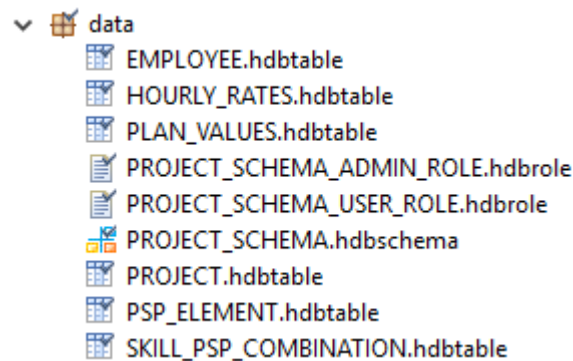 data
EMPLOYEE.hdbtable
HOURLY_RATES.hdbtable
PLAN_VALUES.hdbtable
PROJECT_SCHEMA_ADMIN_ROLE.hdbrole
PROJECT_SCHEMA_USER_ROLE.hdbrole
PROJECT_SCHEMA.hdbschema
PROJECT.hdbtable
PSP_ELEMENT.hdbtable
SKILL_PSP_COMBINATION.hdbtable